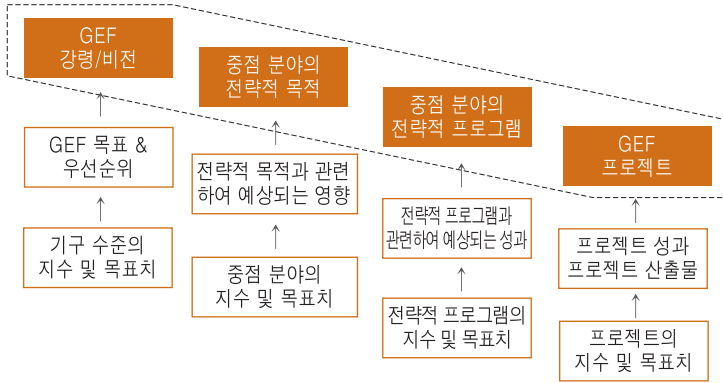 GEF
강령/비전
GEF 목표 &
우선순위
기구 수준의
지수 및 목표치
중점 분야의
전략적 목적
전략적 목적과 관련
하여 예상되는 영향
중점 분야의
지수 및 목표치
중점 분야의
전략적 프로그램
전략적 프로그램과
관련하여 예상되는 성과
전략적 프로그램의
지수 및 목표치
GEF
프로젝트
프로젝트 성과
프로젝트 산출물
프로젝트의
지수 및 목표치